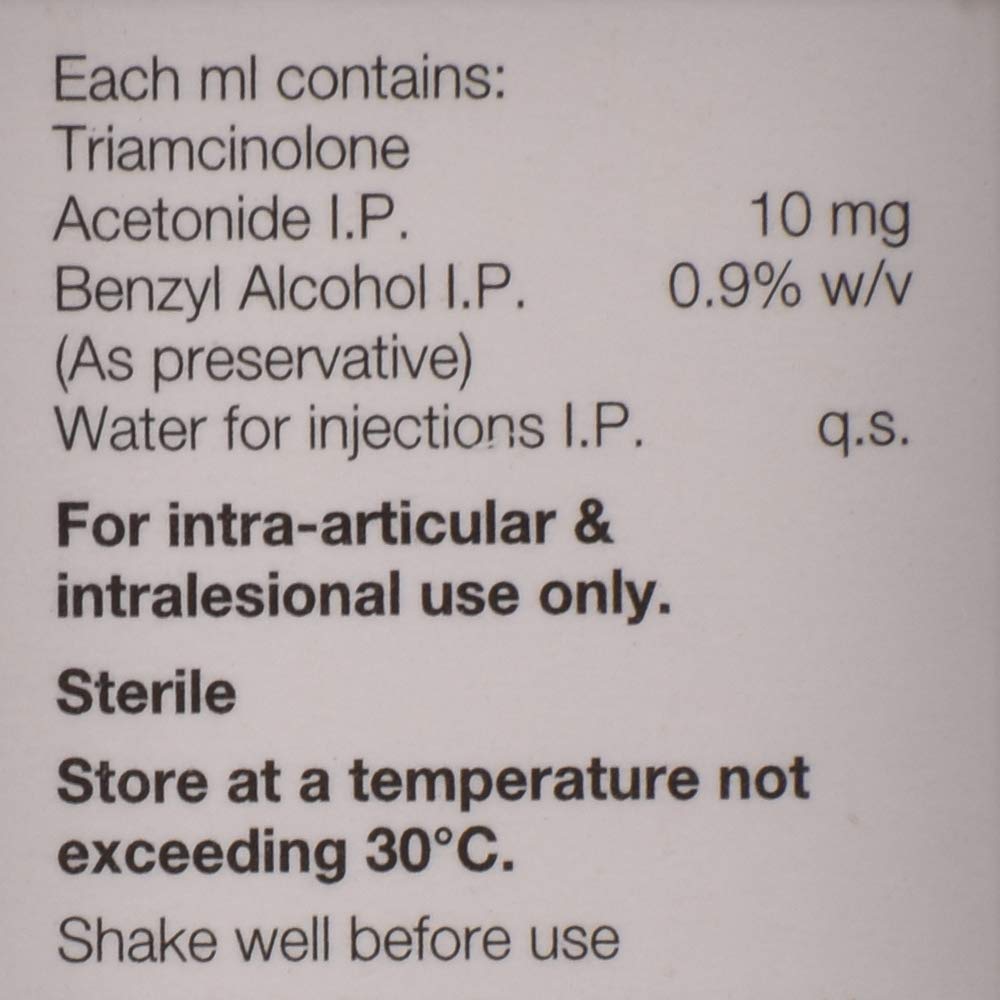 Each ml contains:
Triamcinolone
Acetonide I.P. 10 mg
Benzyl Alcohol I.P. 0.9% w/v
(As preservative)
Water for injections I.P. q.s.
For intra-articular &
intralesional use only.
Sterile
Store at a temperature not
exceeding 30°C.
Shake well before use